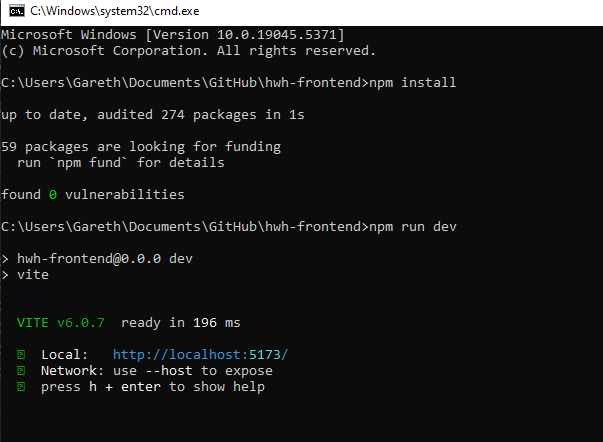 C:\Windows\system32\cmd.exe
Microsoft Windows [Version 10.0.19045.5371]
(c) Microsoft Corporation. All rights reserved.
C:\Users\Gareth\Documents\GitHub\hwh-frontend>npm install
up to date, audited 274 packages in 1s
59 packages are looking for funding
  run `npm fund` for details
found 0 vulnerabilities
C:\Users\Gareth\Documents\GitHub\hwh-frontend>npm run dev
> hwh-frontend@0.0.0 dev
> vite
  VITE v6.0.7  ready in 196 ms
  Local:   http://localhost:5173/
  Network: use --host to expose
  press h + enter to show help